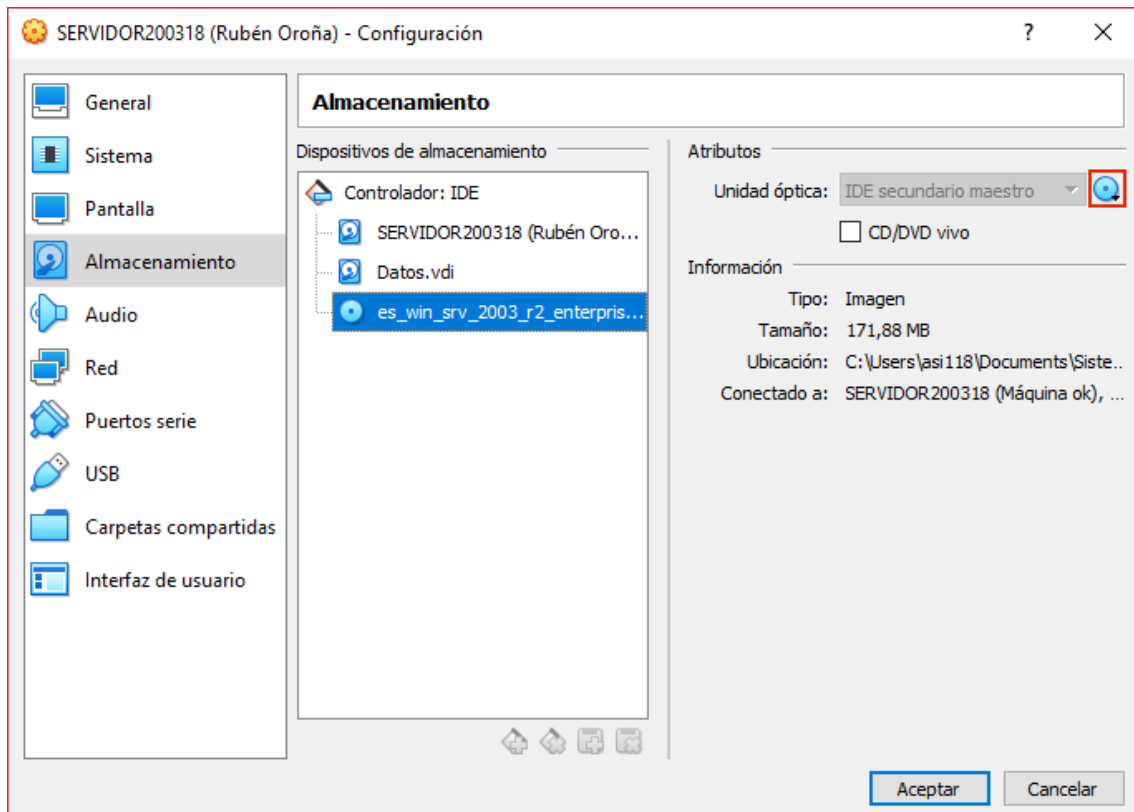 SERVIDOR200318 (Rubén Oroña) - Configuración
?
General
Sistema
Pantalla
Almacenamiento
Audio
Red
Puertos serie
USB
Carpetas compartidas
Interfaz de usuario
Almacenamiento
Dispositivos de almacenamiento
Controlador: IDE
SERVIDOR200318 (Rubén Oro...
Datos.vdi
es_win_srv_2003_r2_enterpris...
Atributos
Unidad óptica: IDE secundario maestro
CD/DVD vivo
Información
Tipo: Imagen
Tamaño: 171,88 MB
Ubicación: C:\Users\asi118\Documents\Siste..
Conectado a: SERVIDOR200318 (Máquina ok), ...
Aceptar Cancelar